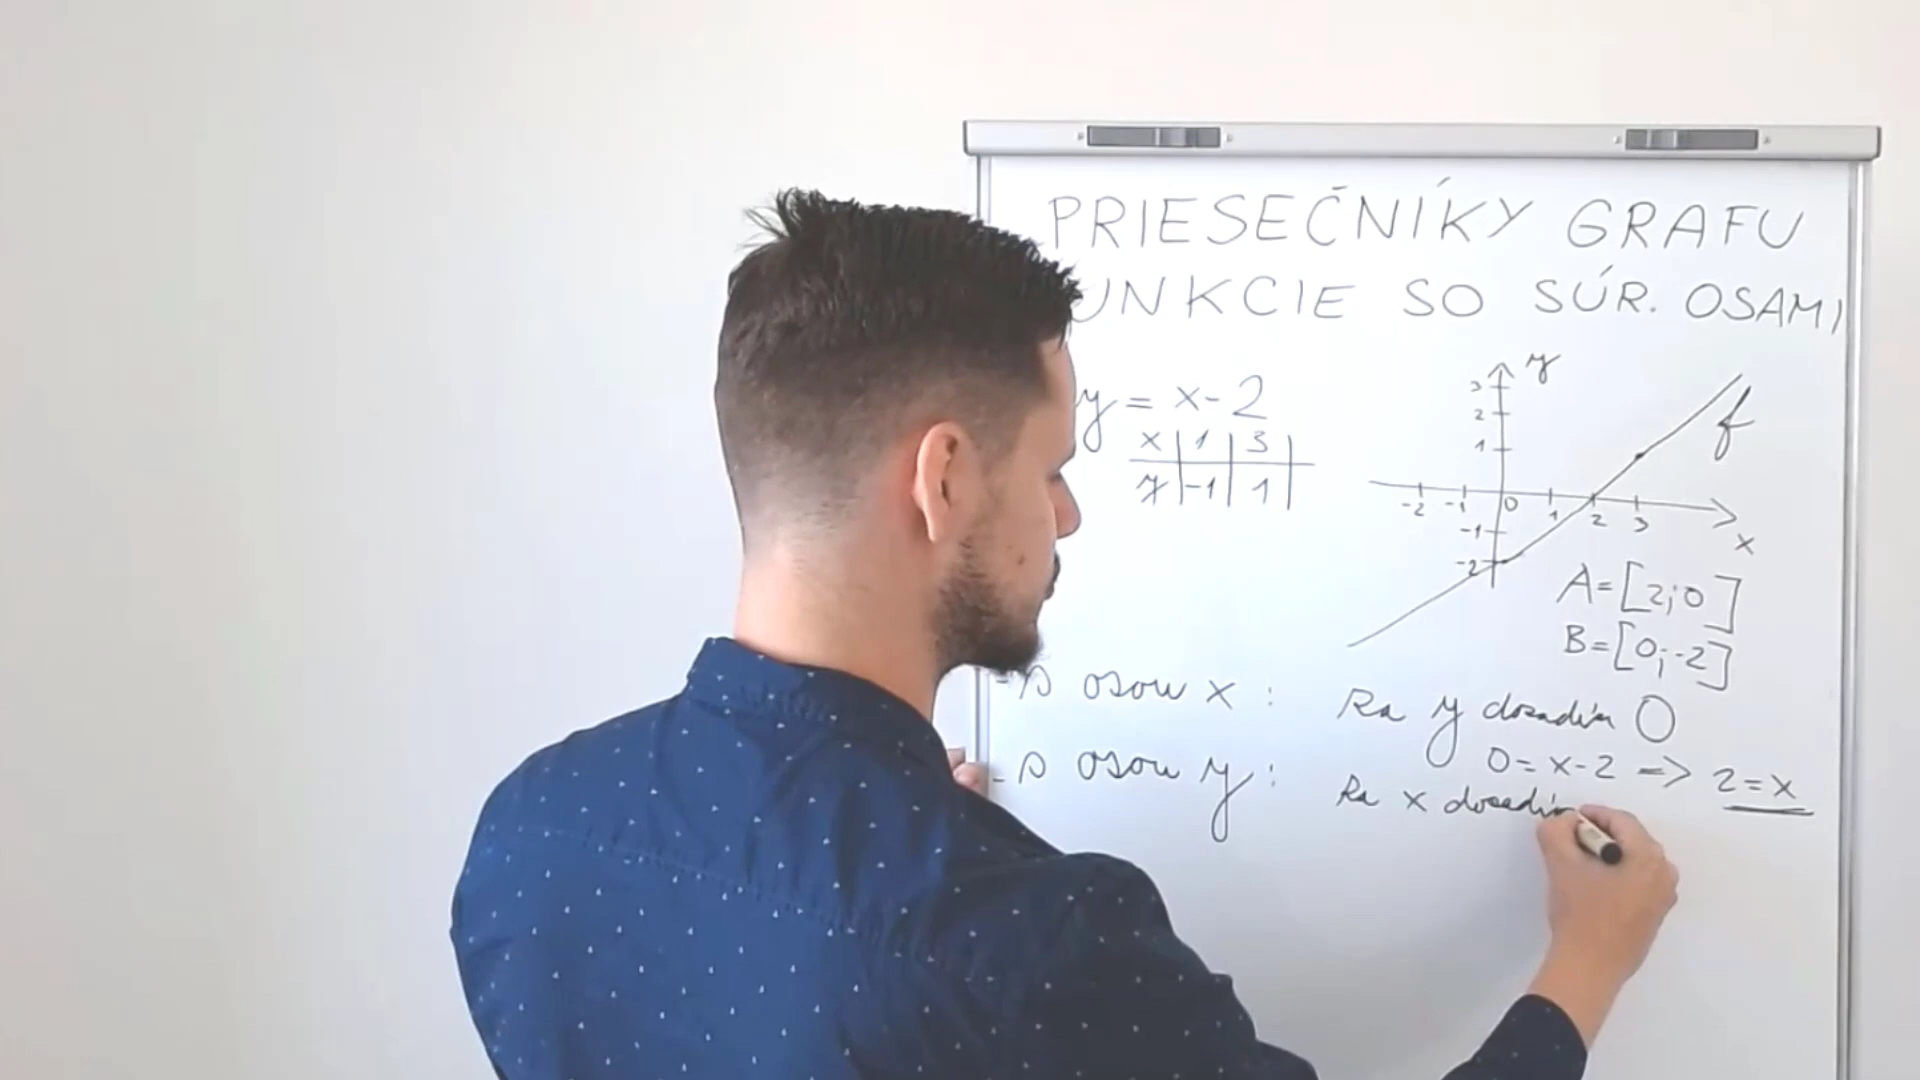 PRIESEČNÍKY GRAFU
UNKCIE SO SÚR. OSAMI
y = x-2
x 1 3
y -1 1
y
3
2
1
f
-2 -1 0 1 2 3
x
-1
-2
A=[2;0]
B=[0;-2]
- s osou x : Za y dosadím 0
0=x-2 => 2=x
- s osou y : Za x dosadím